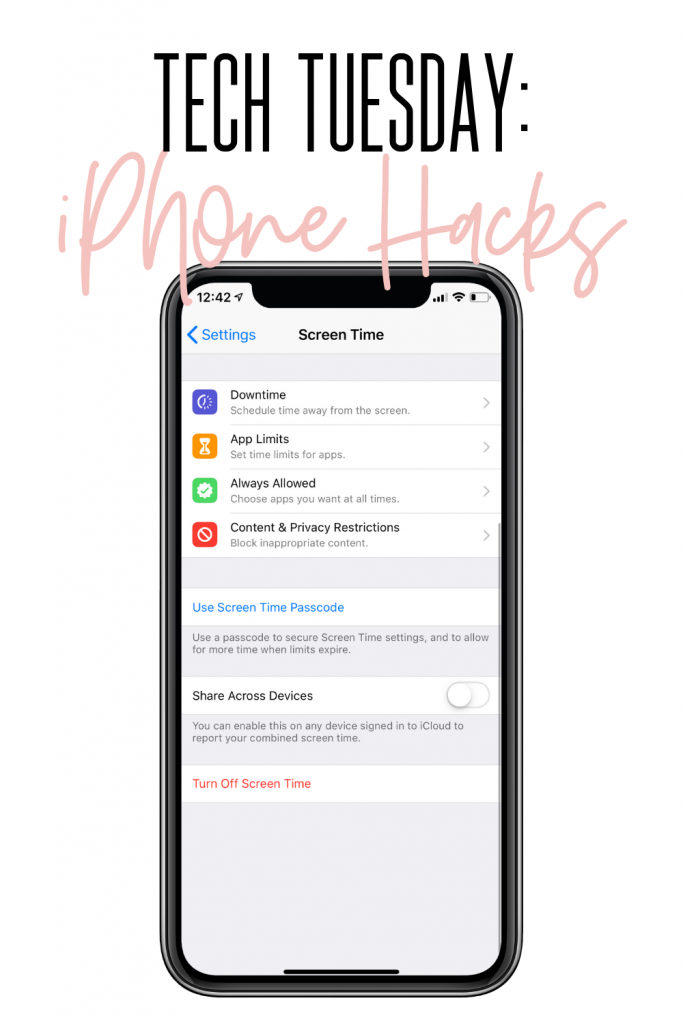 TECH TUESDAY:
iPhone Hacks
12:42
Settings
Screen Time
Downtime
Schedule time away from the screen.
App Limits
Set time limits for apps.
Always Allowed
Choose apps you want at all times.
Content & Privacy Restrictions
Block inappropriate content.
Use Screen Time Passcode
Use a passcode to secure Screen Time settings, and to allow
for more time when limits expire.
Share Across Devices
You can enable this on any device signed in to iCloud to
report your combined screen time.
Turn Off Screen Time